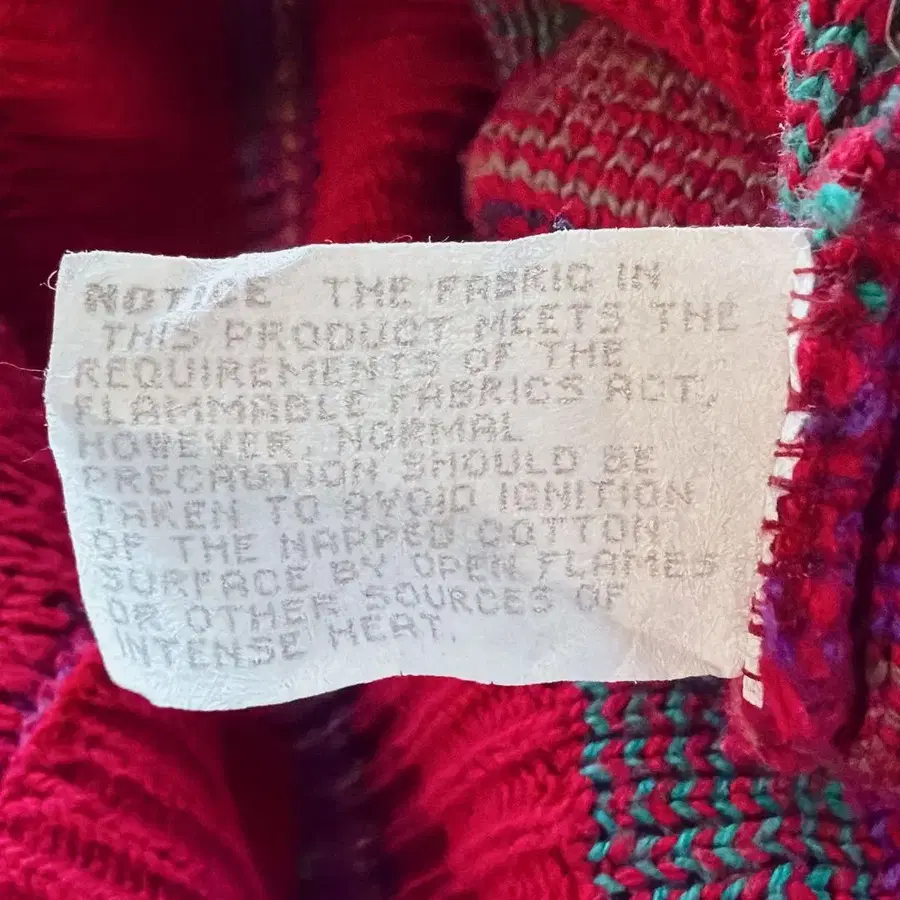 NOTICE THE FABRIC IN
THIS PRODUCT MEETS THE
REQUIREMENTS OF THE
FLAMMABLE FABRICS ACT,
HOWEVER, NORMAL
PRECAUTION SHOULD BE
TAKEN TO AVOID IGNITION
OF THE NAPPED COTTON
SURFACE BY OPEN FLAMES
OR OTHER SOURCES OF
INTENSE HEAT.